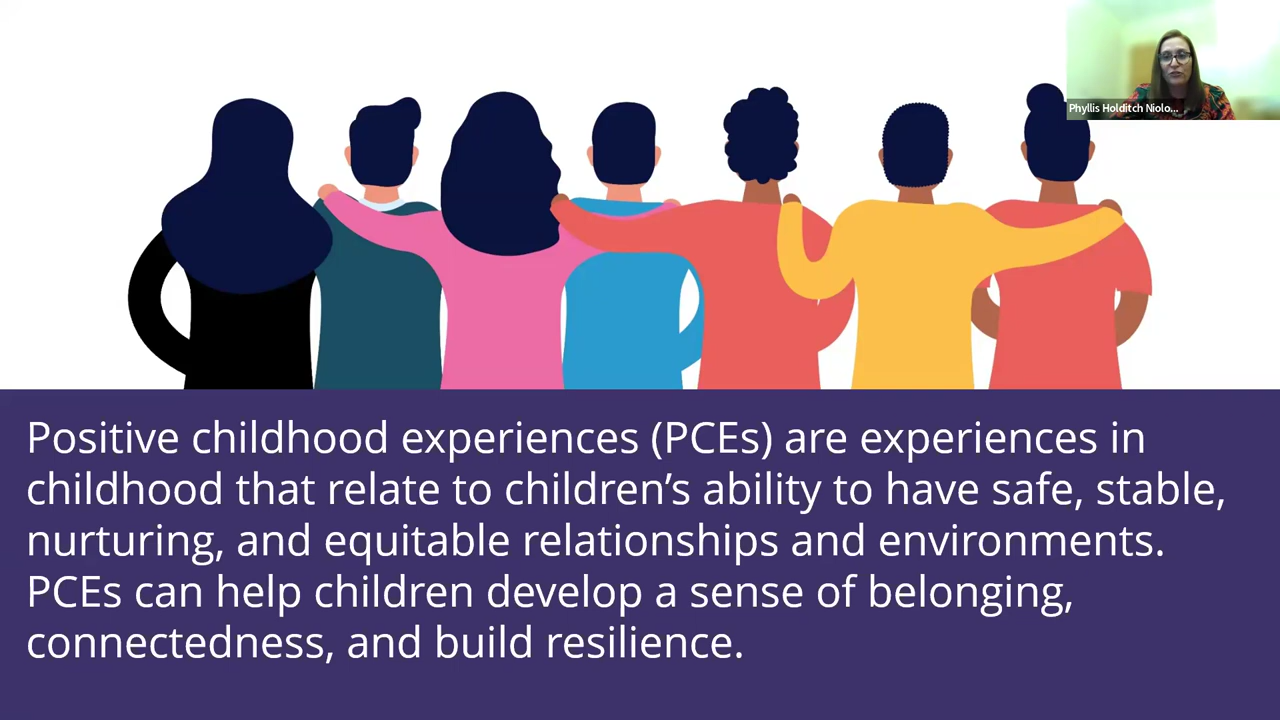 Phyllis Holditch Niolo...
Positive childhood experiences (PCEs) are experiences in
childhood that relate to children’s ability to have safe, stable,
nurturing, and equitable relationships and environments.
PCEs can help children develop a sense of belonging,
connectedness, and build resilience.